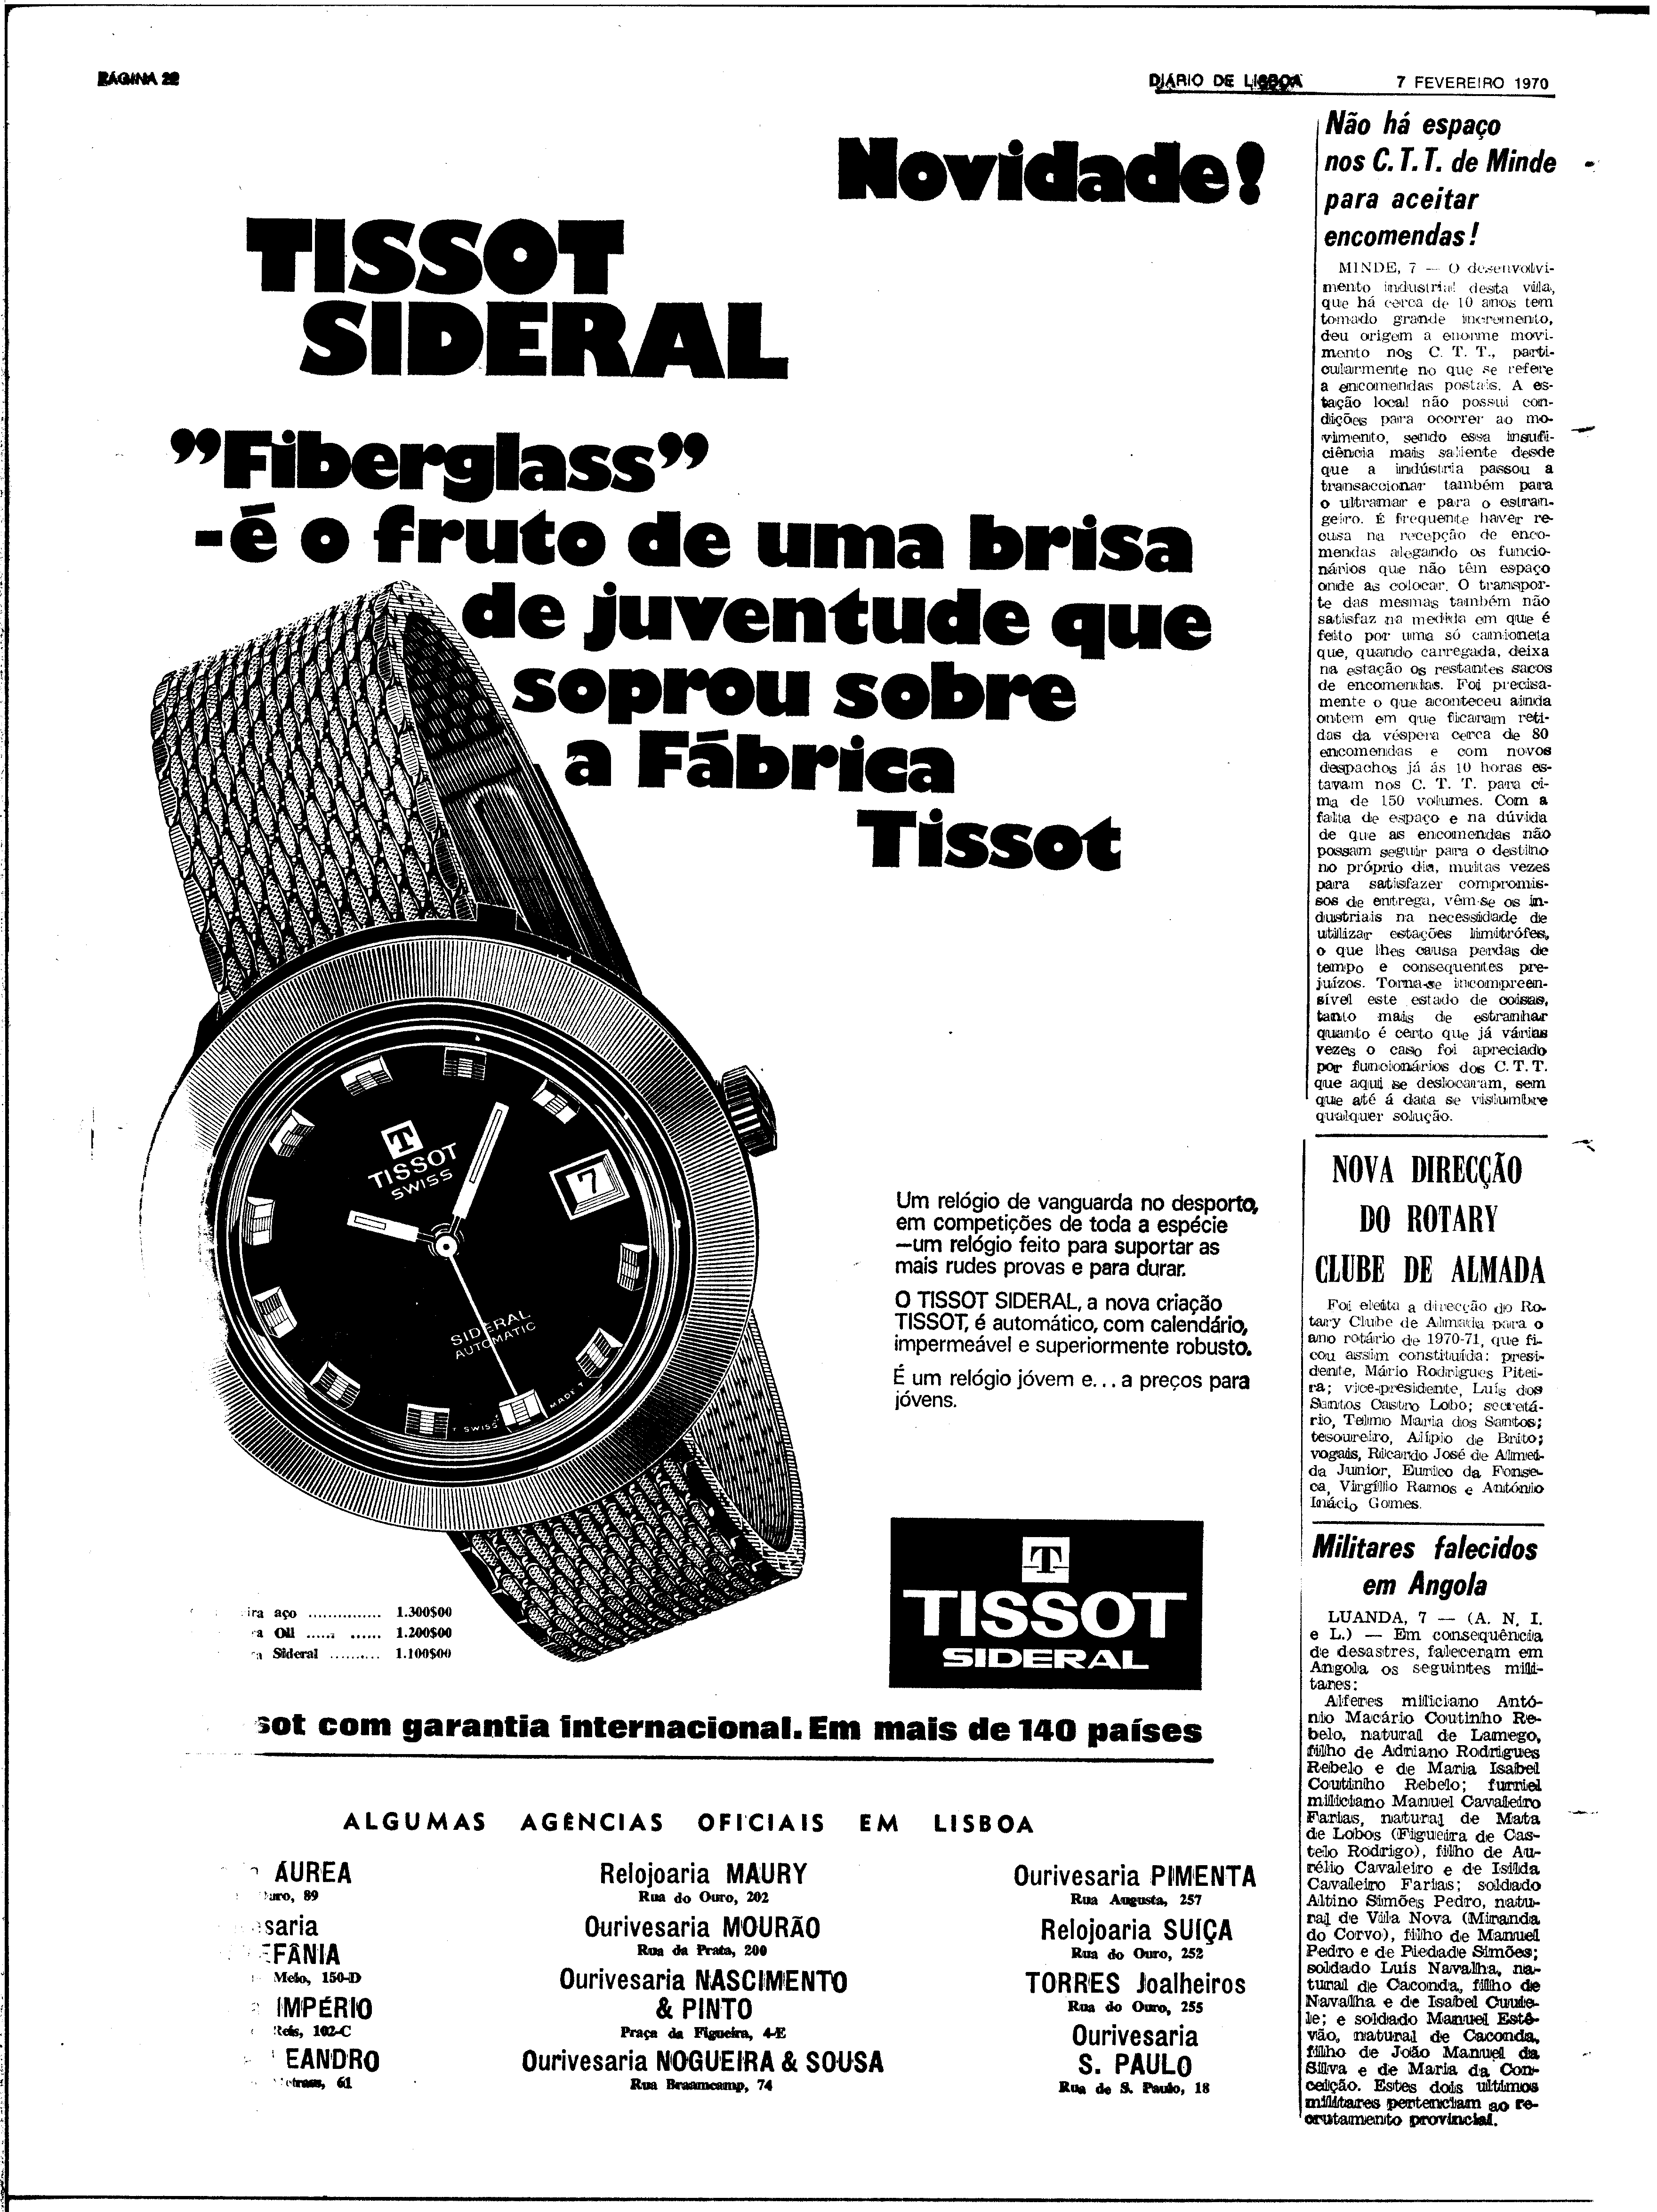 PÁGINA 22
DIÁRIO DE LISBOA 7 FEVEREIRO 1970
Novidade!
TISSOT
SIDERAL
”Fiberglass”
-é o fruto de uma brisa
de juventude que
soprou sobre
a Fábrica
Tissot
T
TISSOT
SWISS
7
SIDERAL
AUTOMATIC
T SWISS MADE T
Um relógio de vanguarda no desporto,
em competições de toda a espécie
—um relógio feito para suportar as
mais rudes provas e para durar.
O TISSOT SIDERAL, a nova criação
TISSOT, é automático, com calendário,
impermeável e superiormente robusto.
É um relógio jóvem e... a preços para
jóvens.
T
TISSOT
SIDERAL
aço ............... 1.300$00
Oil ...... ...... 1.200$00
Sideral .......... 1.100$00
com garantia internacional. Em mais de 140 países
ALGUMAS AGÊNCIAS OFICIAIS EM LISBOA
ÁUREA
89
150-D
IMPÉRIO
Reis, 102-C
61
Relojoaria MAURY
Rua do Ouro, 202
Ourivesaria MOURÃO
Rua da Prata, 200
Ourivesaria NASCIMENTO
& PINTO
Praça da Figueira, 4-E
Ourivesaria NOGUEIRA & SOUSA
Rua Braamcamp, 74
Ourivesaria PIMENTA
Rua Augusta, 257
Relojoaria SUÍÇA
Rua do Ouro, 252
TORRES Joalheiros
Rua do Ouro, 255
Ourivesaria
S. PAULO
Rua de S. Paulo, 18
Não há espaço
nos C. T. T. de Minde
para aceitar
encomendas!
MINDE, 7 — O desenvolvi-
mento industrial desta vila,
que há cerca de 10 anos tem
tomado grande incremento,
deu origem a enorme movi-
mento nos C. T. T., parti-
cularmente no que se refere
a encomendas postais. A es-
tação local não possui con-
dições para ocorrer ao mo-
vimento, sendo essa insufi-
ciência mais saliente desde
que a indústria passou a
transaccionar também para
o ultramar e para o estran-
geiro. É frequente haver re-
cusa na recepção de enco-
mendas alegando os funcio-
nários que não têm espaço
onde as colocar. O transpor-
te das mesmas também não
satisfaz na medida em que é
feito por uma só camioneta
que, quando carregada, deixa
na estação os restantes sacos
de encomendas. Foi precisa-
mente o que aconteceu ainda
ontem em que ficaram reti-
das da véspera cerca de 80
encomendas e com novos
despachos já às 10 horas es-
tavam nos C. T. T. para ci-
ma de 150 volumes. Com a
falta de espaço e na dúvida
de que as encomendas não
possam seguir para o destino
no próprio dia, muitas vezes
para satisfazer compromis-
sos de entrega, vêm-se os in-
dustriais na necessidade de
utilizar estações limítrófes,
o que lhes causa perdas de
tempo e consequentes pre-
juízos. Torna-se incompreen-
sível este estado de coisas,
tanto mais de estranhar
quanto é certo que já várias
vezes o caso foi apreciado
por funcionários dos C. T. T.
que aqui se deslocaram, sem
que até á data se vislumbre
qualquer solução.
NOVA DIRECÇÃO
DO ROTARY
CLUBE DE ALMADA
Foi eleita a direcção do Ro-
tary Clube de Almada para o
ano rotário de 1970-71, que fi-
cou assim constituída: presi-
dente, Mário Rodrigues Pitei-
ra; vice-presidente, Luís dos
Santos Castro Lobo; secretá-
rio, Telmo Maria dos Santos;
tesoureiro, Alípio de Brito;
vogais, Ricardo José de Almei-
da Junior, Eurico da Fonse-
ca, Virgílio Ramos e António
Inácio Gomes.
Militares falecidos
em Angola
LUANDA, 7 — (A. N. I.
e L.) — Em consequência
de desastres, faleceram em
Angola os seguintes mili-
tares:
Alferes miliciano Antó-
nio Macário Coutinho Re-
belo, natural de Lamego,
filho de Adriano Rodrigues
Rebelo e de Maria Isabel
Coutinho Rebelo; furriel
miliciano Manuel Cavaleiro
Farias, natural de Mata
de Lobos (Figueira de Cas-
telo Rodrigo), filho de Au-
rélio Cavaleiro e de Isilda
Cavaleiro Farias; soldado
Altino Simões Pedro, natu-
ral de Vila Nova (Miranda
do Corvo), filho de Manuel
Pedro e de Piedade Simões;
soldado Luís Navalha, na-
tural de Caconda, filho de
Navalha e de Isabel Cuule-
le; e soldado Manuel Estê-
vão, natural de Caconda,
filho de João Manuel da
Silva e de Maria da Con-
ceição. Estes dois ultimos
militares pertenciam ao re-
crutamento provincial.